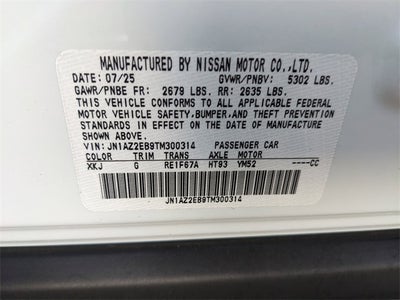 MANUFACTURED BY NISSAN MOTOR CO.,LTD.
DATE: 07/25 GVWR/PNBV: 5302 LBS.
GAWR/PNBE FR: 2679 LBS. RR: 2635 LBS.
THIS VEHICLE CONFORMS TO ALL APPLICABLE FEDERAL
MOTOR VEHICLE SAFETY,BUMPER,AND THEFT PREVENTION
STANDARDS IN EFFECT ON THE DATE OF MANUFACTURE
SHOWN ABOVE.
VIN: JN1AZ2EB9TM300314 PASSENGER CAR
COLOR TRIM TRANS AXLE MOTOR
XKJ G RE1F67A HT93 YM52 ----CC
JN1AZ2EB9TM300314